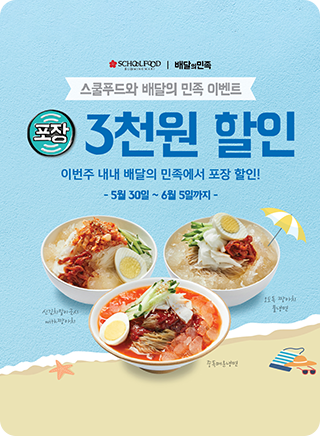 SCHOOLFOOD | 배달의민족
스쿨푸드와 배달의 민족 이벤트
포장 3천원 할인
이번주 내내 배달의 민족에서 포장 할인!
- 5월 30일 ~ 6월 5일까지 -